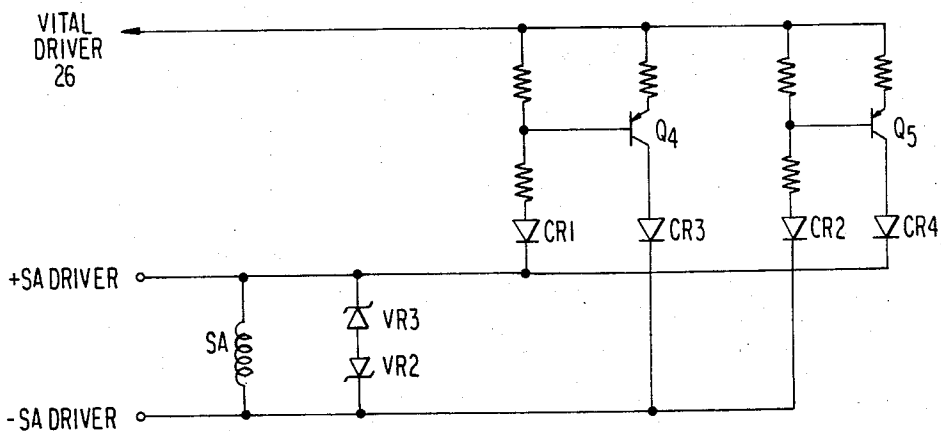 VITAL
DRIVER
26
Q4
Q5
CR1
CR3
CR2
CR4
+SA DRIVER
SA
VR3
VR2
-SA DRIVER